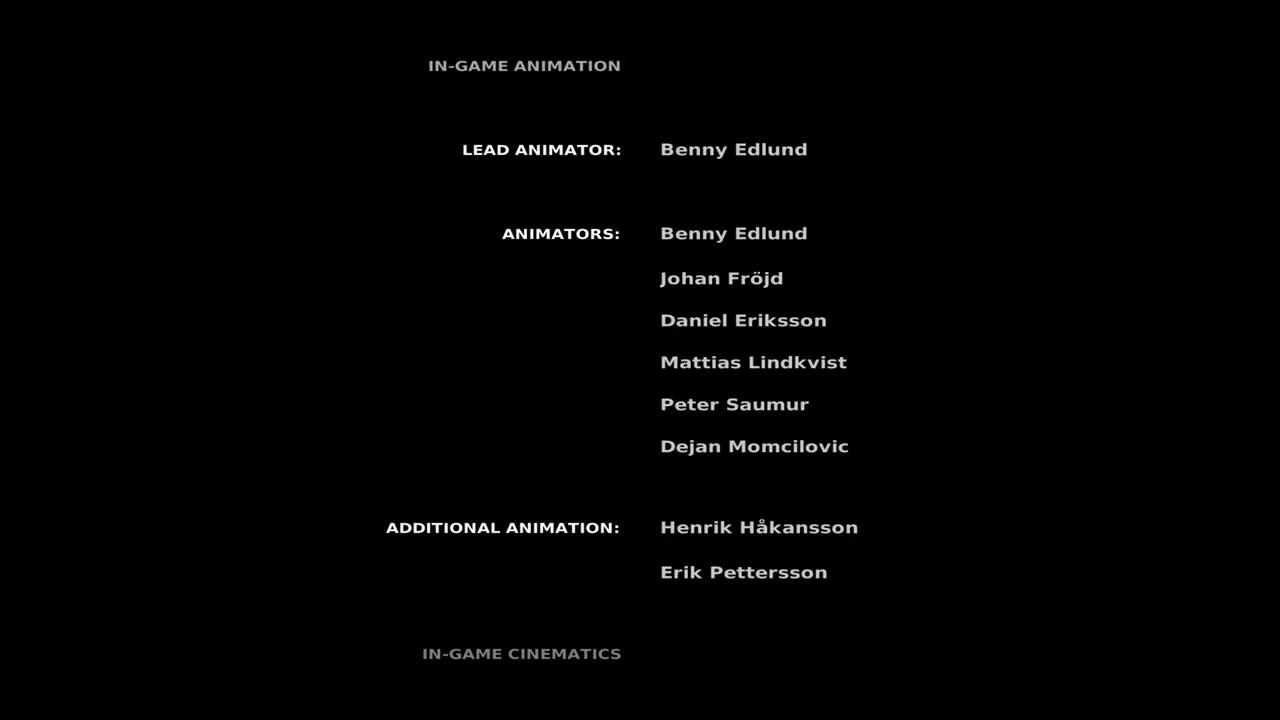 IN-GAME ANIMATION
LEAD ANIMATOR: Benny Edlund
ANIMATORS: Benny Edlund
Johan Fröjd
Daniel Eriksson
Mattias Lindkvist
Peter Saumur
Dejan Momcilovic
ADDITIONAL ANIMATION: Henrik Håkansson
Erik Pettersson
IN-GAME CINEMATICS